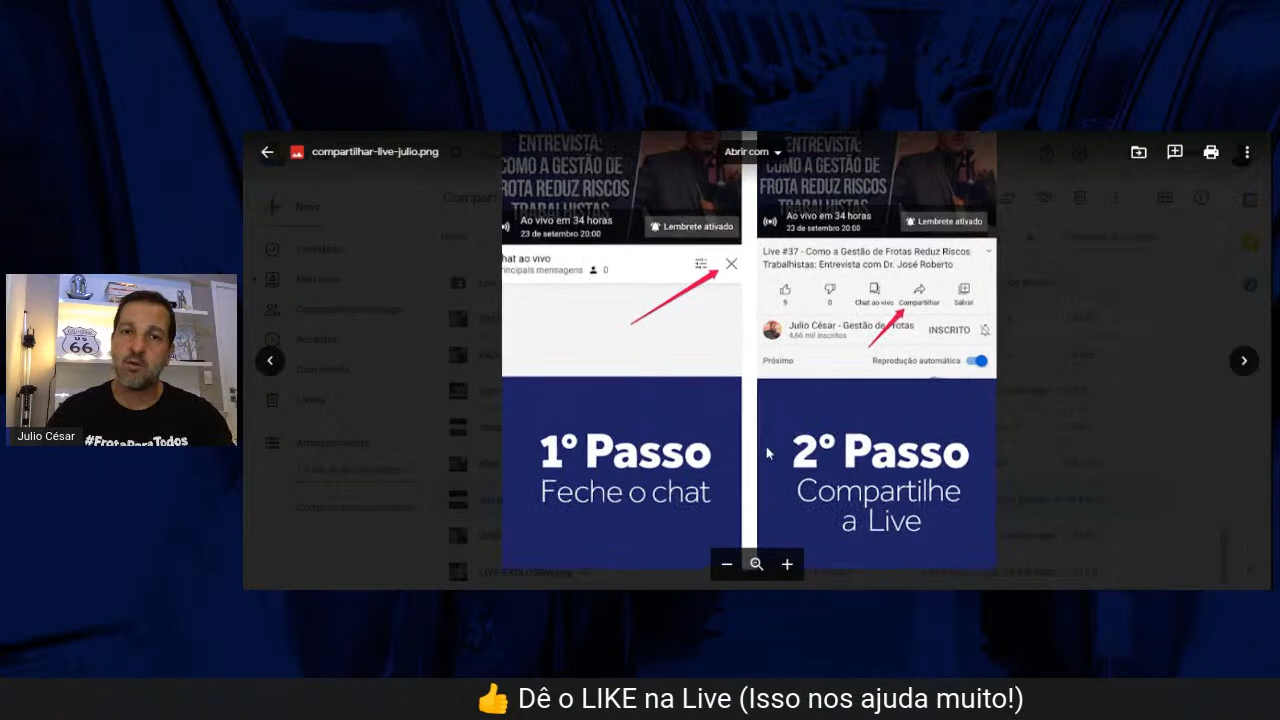 compartilhar-live-julio.png
Abrir com
ENTREVISTA:
COMO A GESTÃO DE
FROTA REDUZ RISCOS
TRABALHISTAS
Ao vivo em 34 horas
23 de setembro 20:00
Lembrete ativado
hat ao vivo
rincipais mensagens
0
1º Passo
Feche o chat
ENTREVISTA:
COMO A GESTÃO DE
FROTA REDUZ RISCOS
TRABALHISTAS
Ao vivo em 34 horas
23 de setembro 20:00
Lembrete ativado
Live #37 - Como a Gestão de Frotas Reduz Riscos
Trabalhistas: Entrevista com Dr. José Roberto
9
0
Chat ao vivo
Compartilhar
Salvar
Julio César - Gestão de Frotas
4,66 mil inscritos
INSCRITO
Próximo
Reprodução automática
2º Passo
Compartilhe
a Live
66
#FrotaParaTodos
Julio César
👍 Dê o LIKE na Live (Isso nos ajuda muito!)